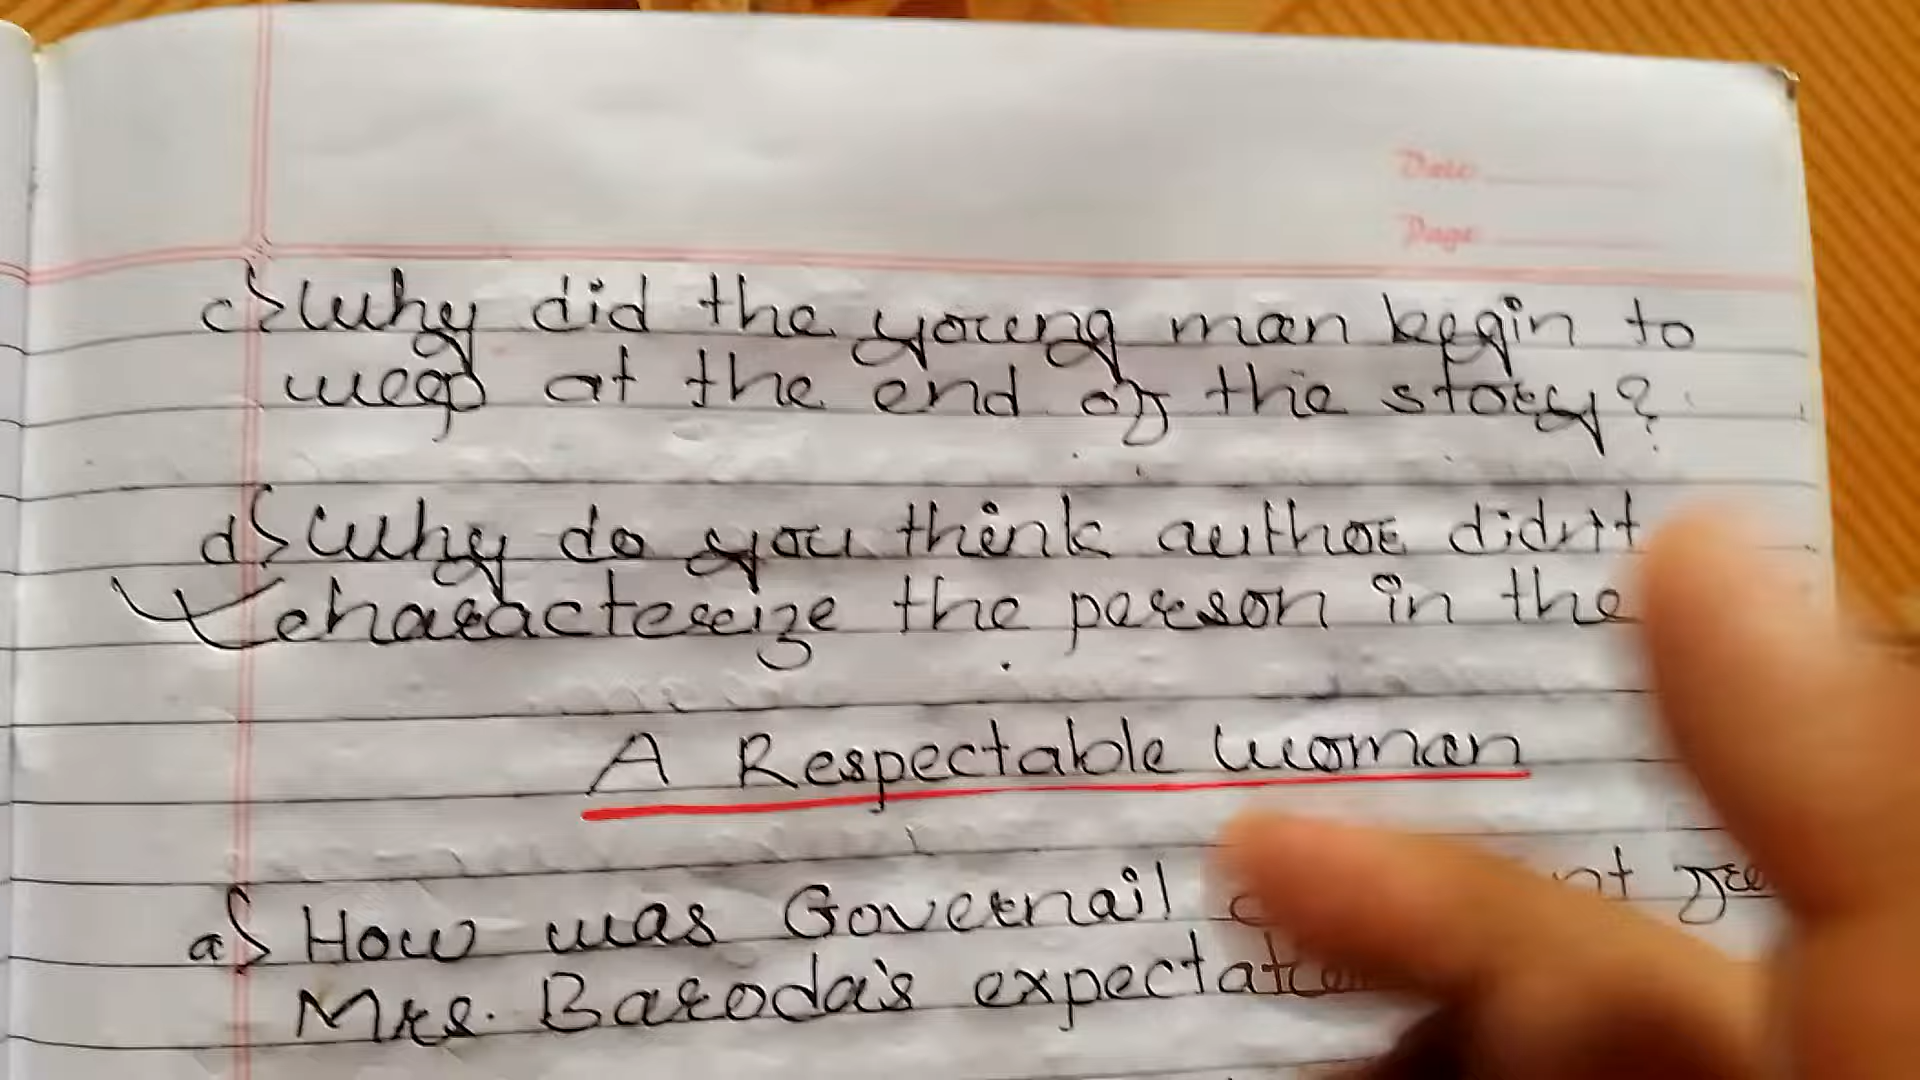 Date
Page
c) Why did the young man begin to
weep at the end of the story?
d) Why do you think author didn't
characterize the person in the
A Respectable Woman
a) How was Governail
Mrs. Baroda's